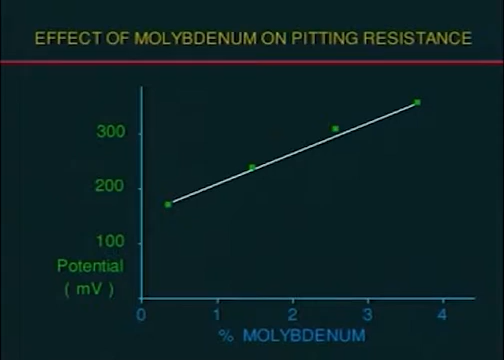 EFFECT OF MOLYBDENUM ON PITTING RESISTANCE
300
200
100
Potential
( mV )
0 1 2 3 4
% MOLYBDENUM